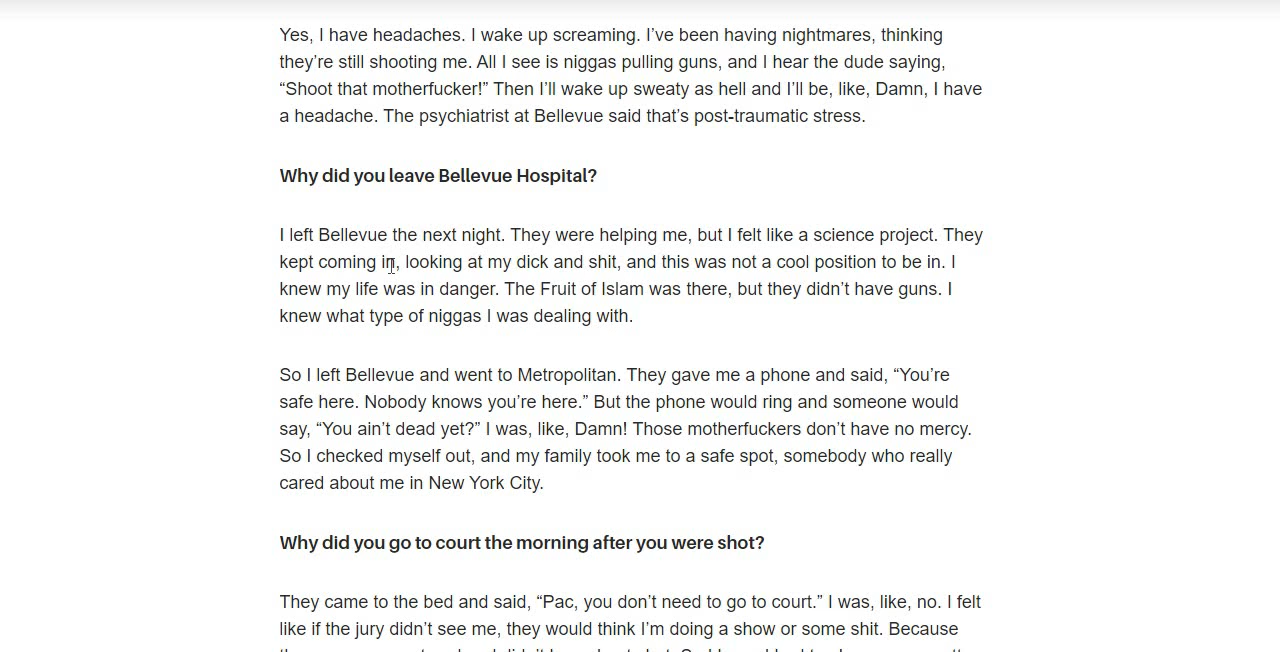 Yes, I have headaches. I wake up screaming. I’ve been having nightmares, thinking
they’re still shooting me. All I see is niggas pulling guns, and I hear the dude saying,
“Shoot that motherfucker!” Then I’ll wake up sweaty as hell and I’ll be, like, Damn, I have
a headache. The psychiatrist at Bellevue said that’s post-traumatic stress.
Why did you leave Bellevue Hospital?
I left Bellevue the next night. They were helping me, but I felt like a science project. They
kept coming in, looking at my dick and shit, and this was not a cool position to be in. I
knew my life was in danger. The Fruit of Islam was there, but they didn’t have guns. I
knew what type of niggas I was dealing with.
So I left Bellevue and went to Metropolitan. They gave me a phone and said, “You’re
safe here. Nobody knows you’re here.” But the phone would ring and someone would
say, “You ain’t dead yet?” I was, like, Damn! Those motherfuckers don’t have no mercy.
So I checked myself out, and my family took me to a safe spot, somebody who really
cared about me in New York City.
Why did you go to court the morning after you were shot?
They came to the bed and said, “Pac, you don’t need to go to court.” I was, like, no. I felt
like if the jury didn’t see me, they would think I’m doing a show or some shit. Because